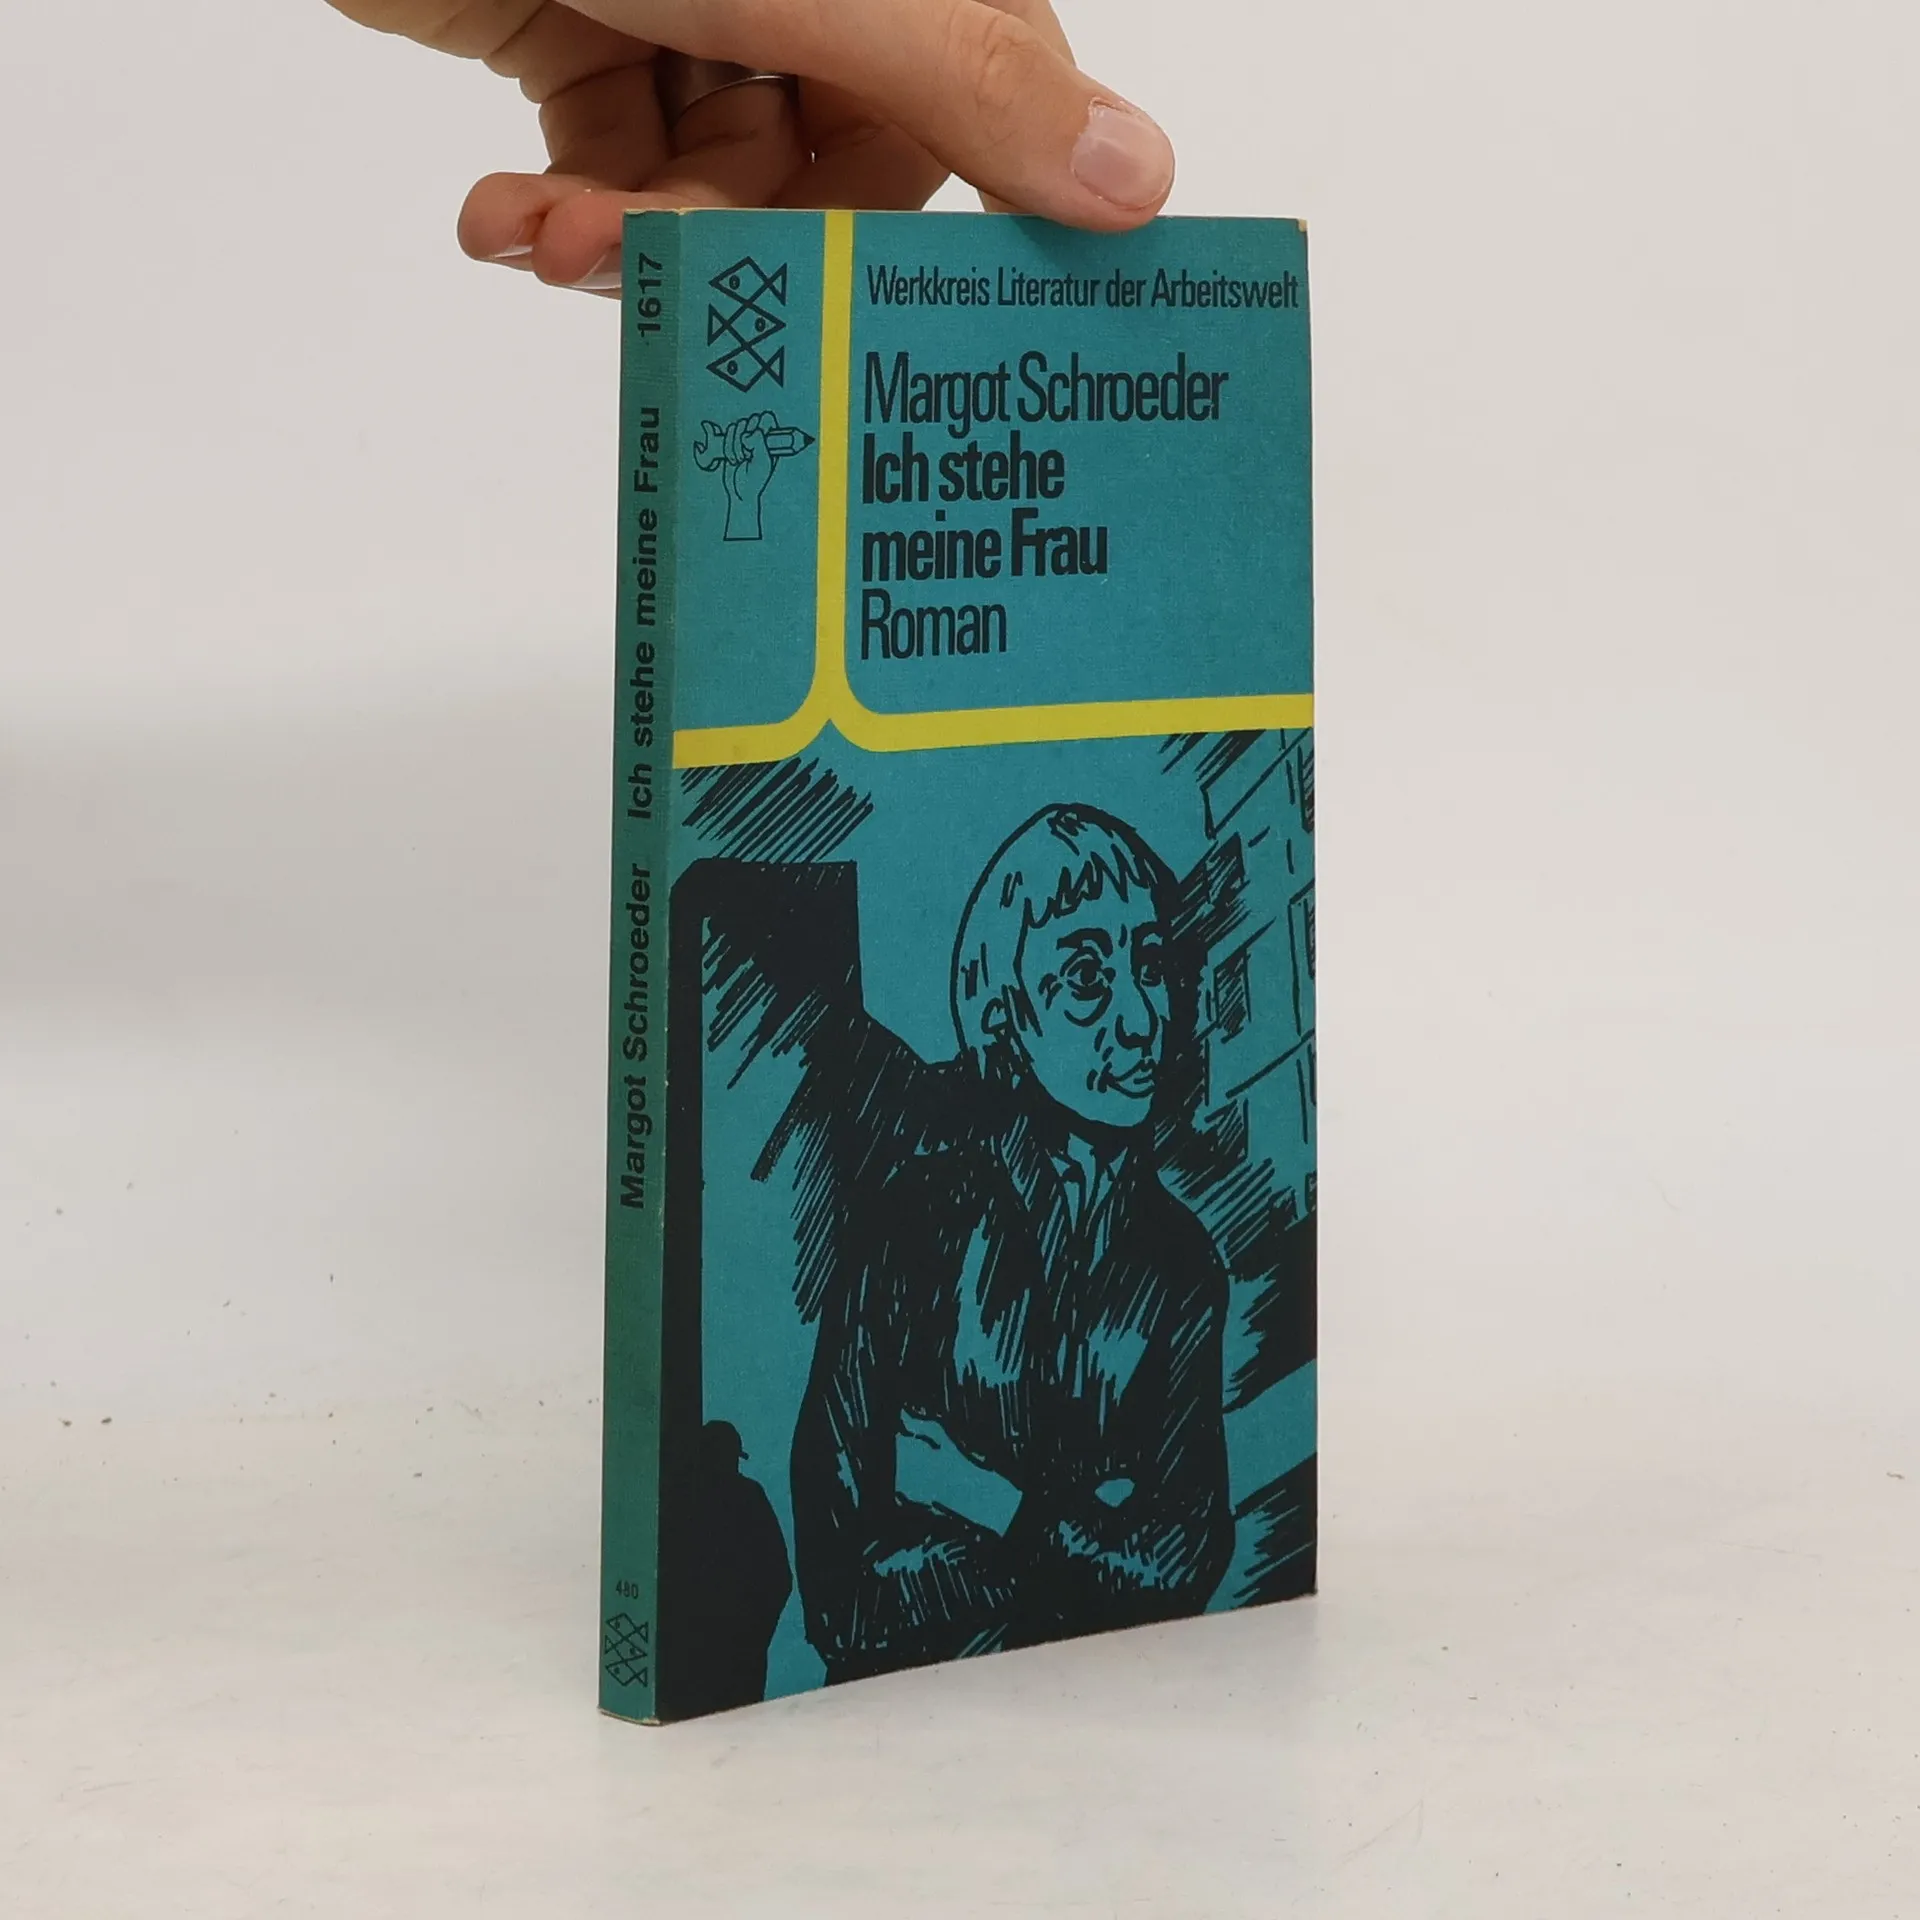 Werkkreis Literatur der Arbeitswelt
Margot Schroeder
Ich stehe
meine Frau
Roman
Margot Schroeder Ich stehe meine Frau 1617
480